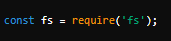 const fs = require('fs');